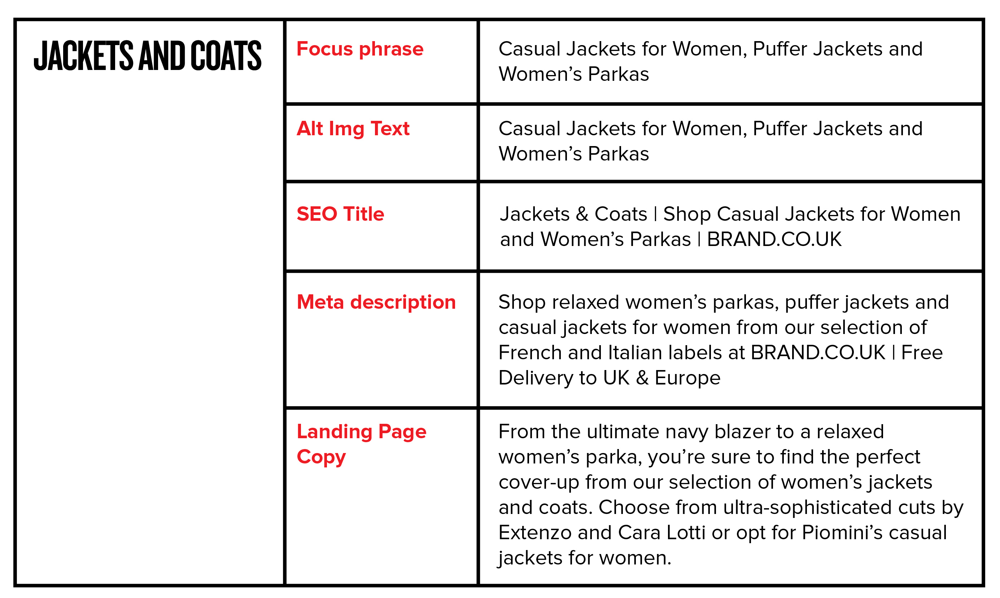 JACKETS AND COATS
Focus phrase
Casual Jackets for Women, Puffer Jackets and
Women’s Parkas
Alt Img Text
Casual Jackets for Women, Puffer Jackets and
Women’s Parkas
SEO Title
Jackets & Coats | Shop Casual Jackets for Women
and Women’s Parkas | BRAND.CO.UK
Meta description
Shop relaxed women’s parkas, puffer jackets and
casual jackets for women from our selection of
French and Italian labels at BRAND.CO.UK | Free
Delivery to UK & Europe
Landing Page
Copy
From the ultimate navy blazer to a relaxed
women’s parka, you’re sure to find the perfect
cover-up from our selection of women’s jackets
and coats. Choose from ultra-sophisticated cuts by
Extenzo and Cara Lotti or opt for Piomini’s casual
jackets for women.